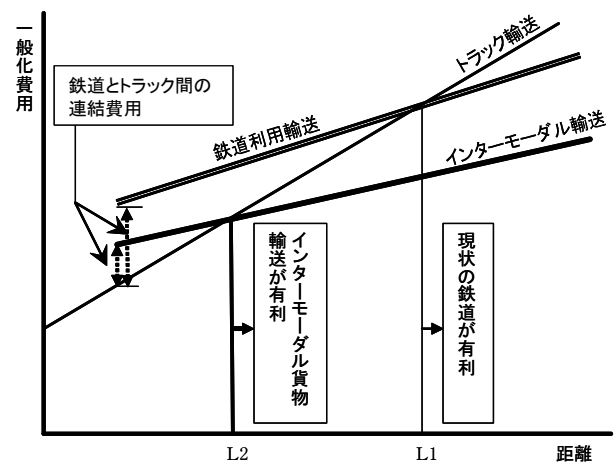 一般化費用
鉄道とトラック間の
連結費用
トラック輸送
鉄道利用輸送
インターモーダル輸送
インターモーダル貨物
輸送が有利
現状の鉄道が有利
L2
L1
距離